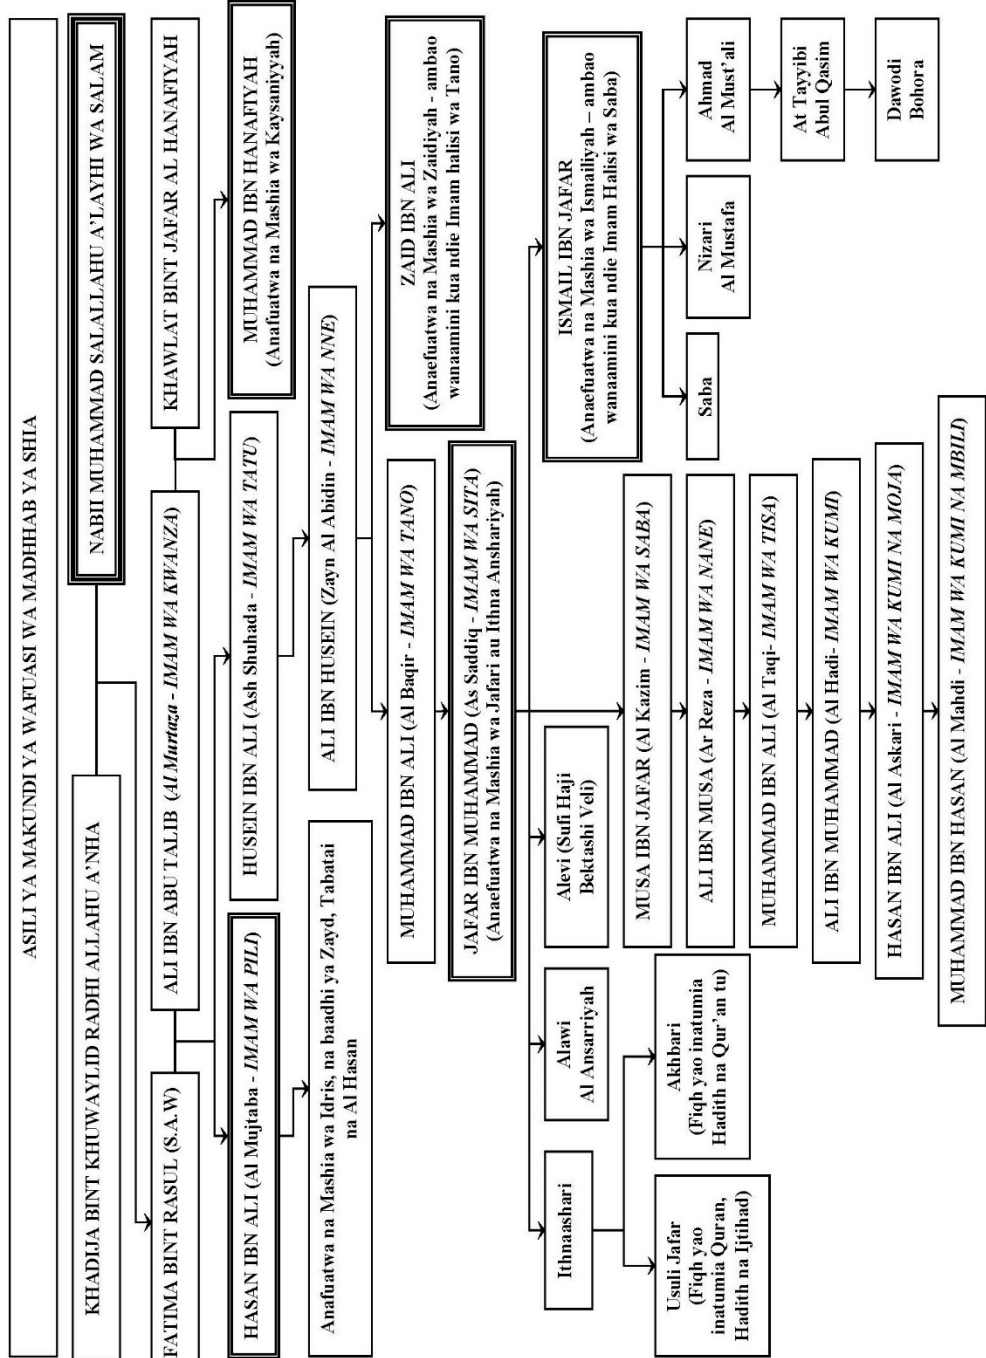 ASILI YA MAKUNDI YA WAFUASI WA MADHHAB YA SHIA
KHADIJA BINT KHUWAYLID RADHI ALLAHU A'NHA
NABII MUHAMMAD SALALLAHU A'LAYHI WA SALAM
FATIMA BINT RASUL (S.A.W)
ALI IBN ABU TALIB (Al Murtaza - IMAM WA KWANZA)
KHAWLAT BINT JAFAR AL HANAFIYAH
HASAN IBN ALI (Al Mujtaba - IMAM WA PILI)
HUSEIN IBN ALI (Ash Shuhada - IMAM WA TATU)
MUHAMMAD IBN HANAFIYAH
(Anafuatwa na Mashia wa Kaysaniyyah)
Anafuatwa na Mashia wa Idris, na baadhi ya Zayd, Tabatai
na Al Hasan
ALI IBN HUSEIN (Zayn Al Abidin - IMAM WA NNE)
MUHAMMAD IBN ALI (Al Baqir - IMAM WA TANO)
ZAID IBN ALI
(Anaefuatwa na Mashia wa Zaidiyah - ambao
wanaamini kua ndie Imam halisi wa Tano)
JAFAR IBN MUHAMMAD (As Saddiq - IMAM WA SITA)
(Anaefuatwa na Mashia wa Jafari au Ithna Anshariyah)
Ithnaashari
Alawi
Al Ansarriyah
Alevi (Sufi Haji
Bektashi Veli)
ISMAIL IBN JAFAR
(Anaefuatwa na Mashia wa Ismailiyah – ambao
wanaamini kua ndie Imam Halisi wa Saba)
Usuli Jafar
(Fiqh yao
inatumia Quran,
Hadith na Ijtihad)
Akhbari
(Fiqh yao inatumia
Hadith na Qur'an tu)
MUSA IBN JAFAR (Al Kazim - IMAM WA SABA)
ALI IBN MUSA (Ar Reza - IMAM WA NANE)
MUHAMMAD IBN ALI (Al Taqi- IMAM WA TISA)
ALI IBN MUHAMMAD (Al Hadi- IMAM WA KUMI)
HASAN IBN ALI (Al Askari - IMAM WA KUMI NA MOJA)
MUHAMMAD IBN HASAN (Al Mahdi - IMAM WA KUMI NA MBILI)
Saba
Nizari
Al Mustafa
Ahmad
Al Must'ali
At Tayyibi
Abul Qasim
Dawodi
Bohora